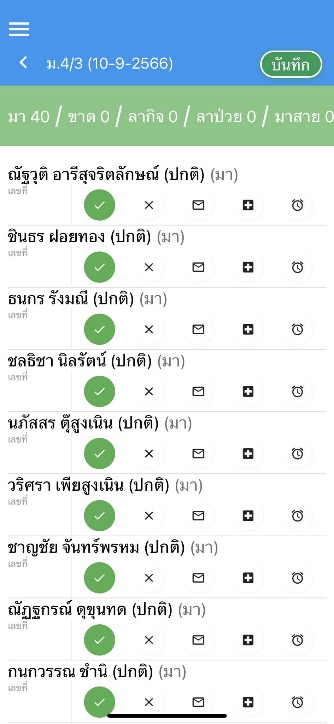 ม.4/3 (10-9-2566)
บันทึก
มา 40 / ขาด 0 / ลากิจ 0 / ลาป่วย 0 / มาสาย 0
ณัฐวุติ อารีสุจริตลักษณ์ (ปกติ) (มา)
เลขที่
ชินธร ฝอยทอง (ปกติ) (มา)
เลขที่
ธนกร รังมณี (ปกติ) (มา)
เลขที่
ชลธิชา นิลรัตน์ (ปกติ) (มา)
เลขที่
นภัสสร ตุ๊สูงเนิน (ปกติ) (มา)
เลขที่
วริศรา เพียสูงเนิน (ปกติ) (มา)
เลขที่
ชาญชัย จันทร์พรหม (ปกติ) (มา)
เลขที่
ณัฏฐกรณ์ ดุขุนทด (ปกติ) (มา)
เลขที่
กนกวรรณ ชำนิ (ปกติ) (มา)
เลขที่